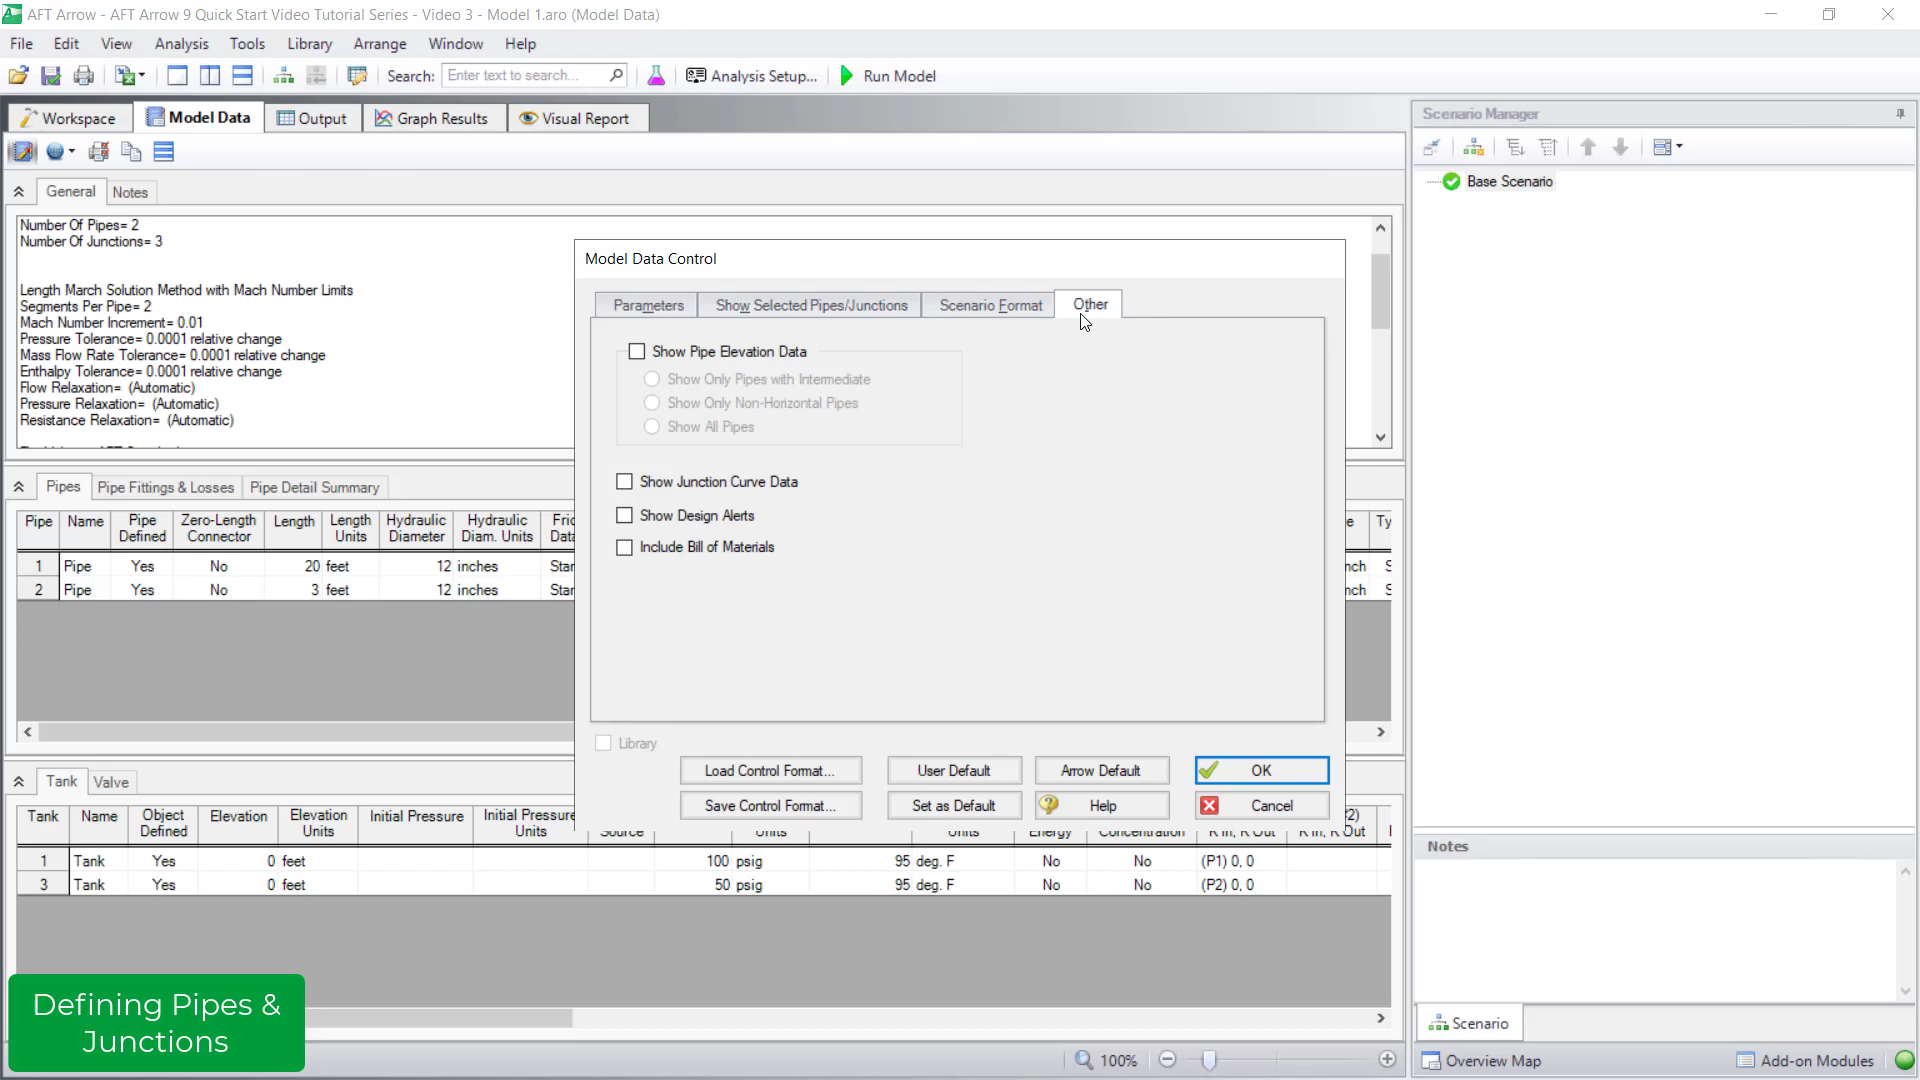 AFT Arrow - AFT Arrow 9 Quick Start Video Tutorial Series - Video 3 - Model 1.aro (Model Data)
File Edit View Analysis Tools Library Arrange Window Help
Search: Enter text to search... Analysis Setup... Run Model
Workspace Model Data Output Graph Results Visual Report
Scenario Manager
General Notes
Base Scenario
Number Of Pipes= 2
Number Of Junctions= 3
Length March Solution Method with Mach Number Limits
Segments Per Pipe= 2
Mach Number Increment= 0.01
Pressure Tolerance= 0.0001 relative change
Mass Flow Rate Tolerance= 0.0001 relative change
Enthalpy Tolerance= 0.0001 relative change
Flow Relaxation= (Automatic)
Pressure Relaxation= (Automatic)
Resistance Relaxation= (Automatic)
Model Data Control
Parameters Show Selected Pipes/Junctions Scenario Format Other
Show Pipe Elevation Data
Show Only Pipes with Intermediate
Show Only Non-Horizontal Pipes
Show All Pipes
Show Junction Curve Data
Show Design Alerts
Include Bill of Materials
Library
Load Control Format... User Default Arrow Default OK
Save Control Format... Set as Default Help Cancel
Pipes Pipe Fittings & Losses Pipe Detail Summary
Pipe Name Pipe Defined Zero-Length Connector Length Length Units Hydraulic Diameter Hydraulic Diam. Units
1 Pipe Yes No 20 feet 12 inches
2 Pipe Yes No 3 feet 12 inches
Tank Valve
Tank Name Object Defined Elevation Elevation Units Initial Pressure Initial Pressure Units Source Units Units Energy Concentration K In, K Out K In, K Out
1 Tank Yes 0 feet 100 psig 95 deg. F No No (P1) 0, 0
3 Tank Yes 0 feet 50 psig 95 deg. F No No (P2) 0, 0
Notes
Defining Pipes &
Junctions
Scenario
100%
Overview Map Add-on Modules